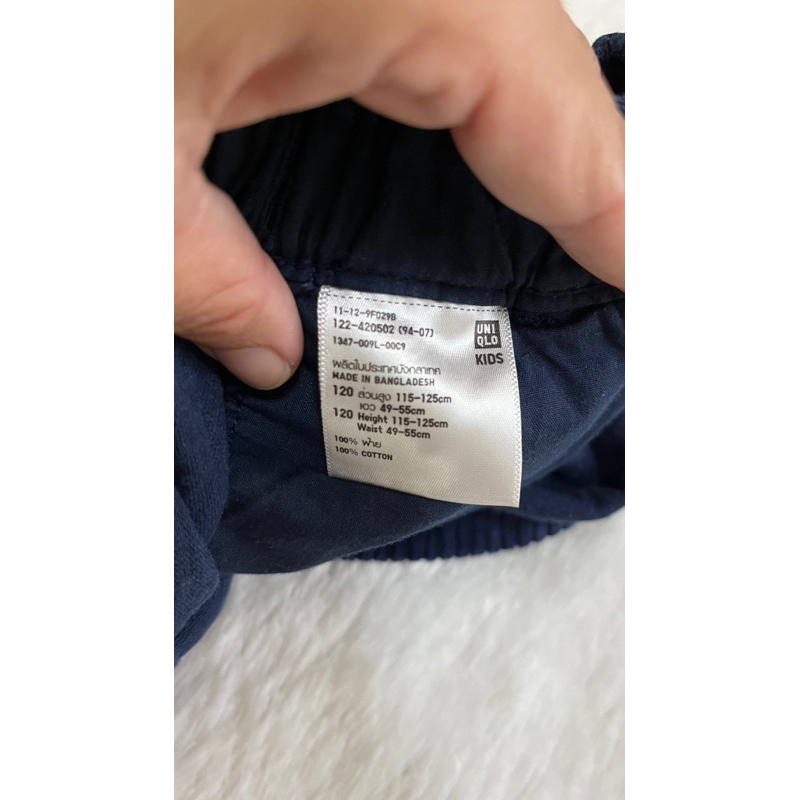 11-12-9F029B
122-420502 (94-07)
1347-009L-00C9
UNI
QLO
KIDS
ผลิตในประเทศบังกลาเทศ
MADE IN BANGLADESH
120 ส่วนสูง 115-125cm
เอว 49-55cm
120 Height 115-125cm
Waist 49-55cm
100% ฝ้าย
100% COTTON